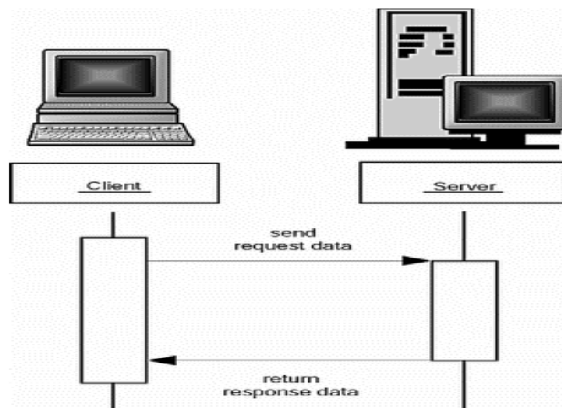 Client
Server
send
request data
return
response data